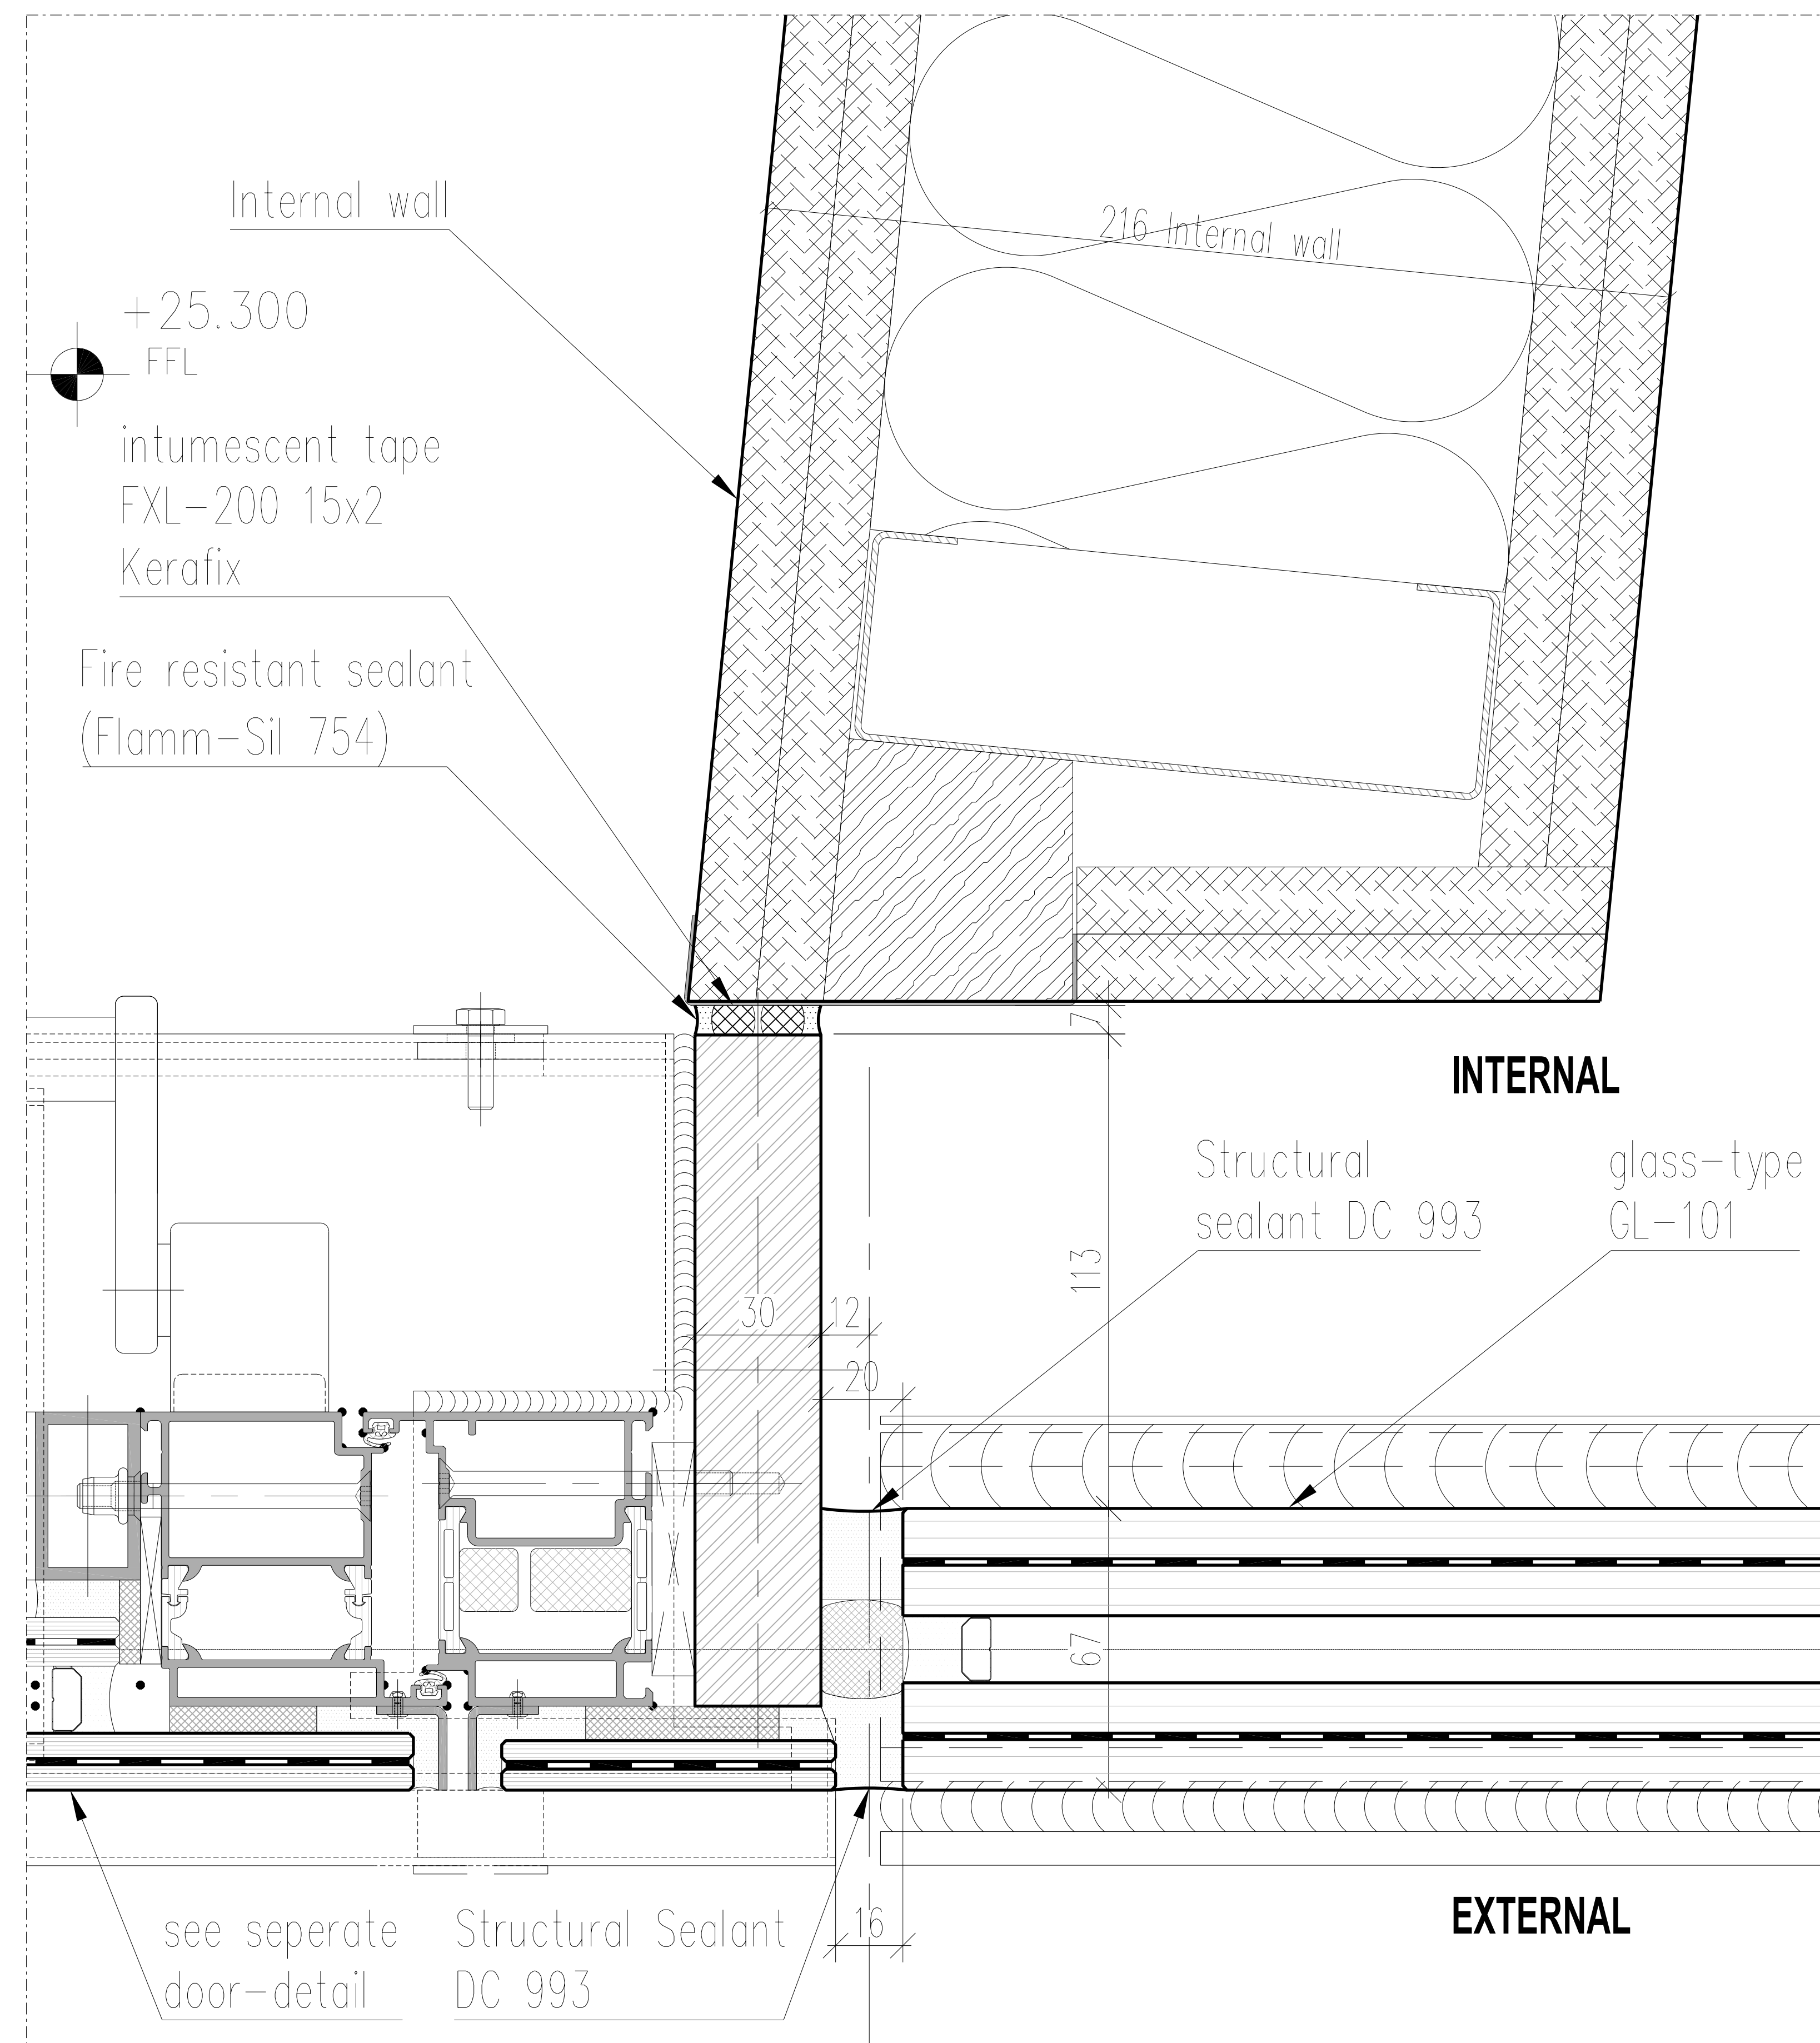 Internal wall
216 Internal wall
+25.300
FFL
intumescent tape
FXL-200 15x2
Kerafix
Fire resistant sealant
(Flamm-Sil 754)
7
INTERNAL
Structural
sealant DC 993
glass-type
GL-101
113
30
12
20
67
16
EXTERNAL
see seperate
door-detail
Structural Sealant
DC 993